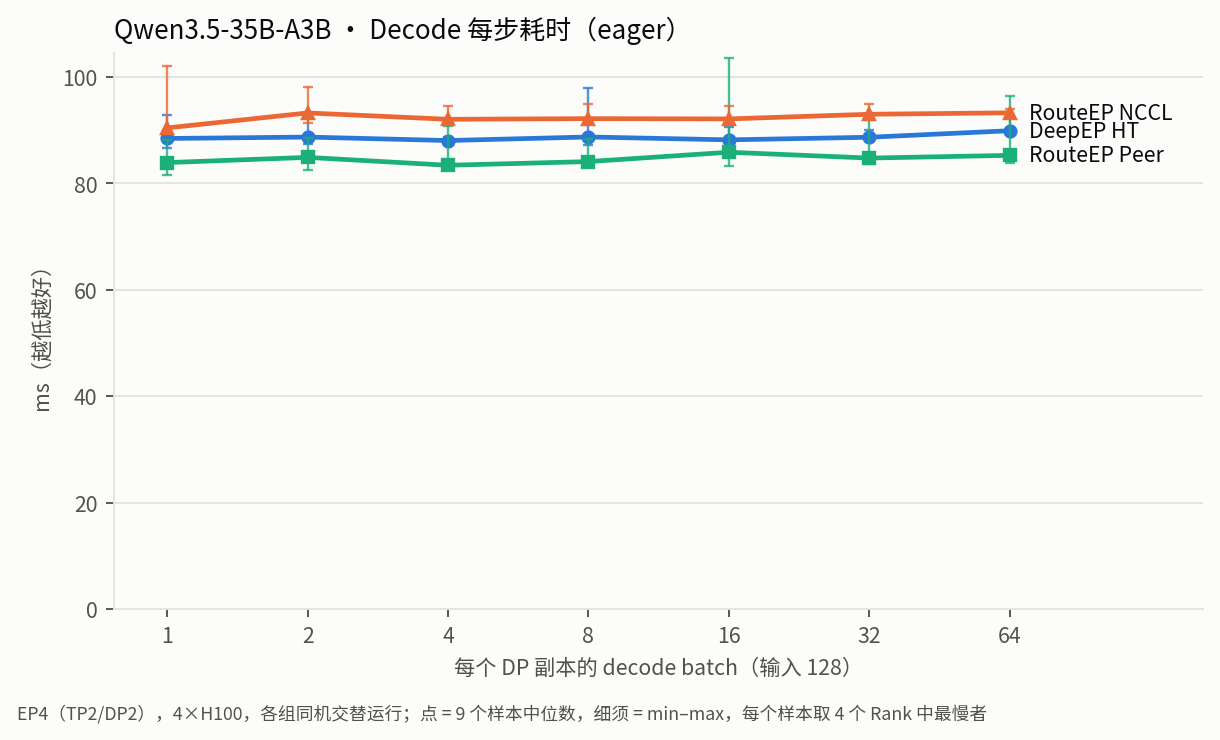 Qwen3.5-35B-A3B • Decode 每步耗时（eager）
100
80
60
40
20
0
ms（越低越好）
RouteEP NCCL
DeepEP HT
RouteEP Peer
1 2 4 8 16 32 64
每个 DP 副本的 decode batch（输入 128）
EP4（TP2/DP2），4×H100，各组同机交替运行；点 = 9 个样本中位数，细须 = min–max，每个样本取 4 个 Rank 中最慢者